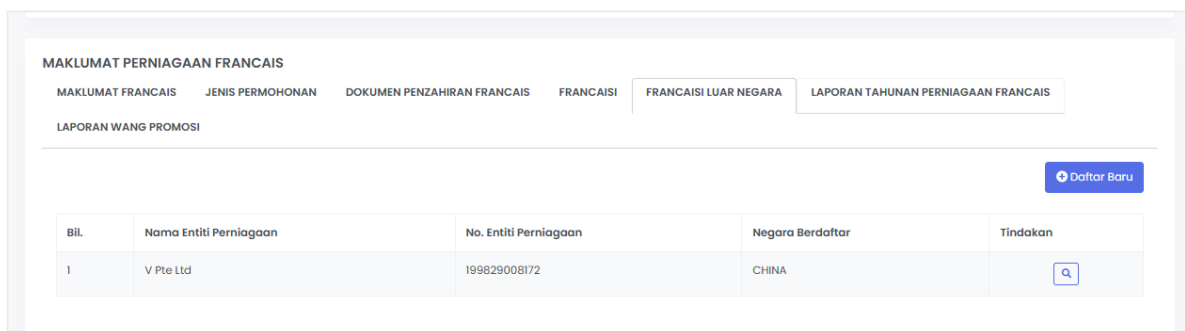 MAKLUMAT PERNIAGAAN FRANCAIS
MAKLUMAT FRANCAIS JENIS PERMOHONAN DOKUMEN PENZAHIRAN FRANCAIS FRANCAISI FRANCAISI LUAR NEGARA LAPORAN TAHUNAN PERNIAGAAN FRANCAIS
LAPORAN WANG PROMOSI
Daftar Baru
Bil. Nama Entiti Perniagaan No. Entiti Perniagaan Negara Berdaftar Tindakan
1 V Pte Ltd 199829008172 CHINA